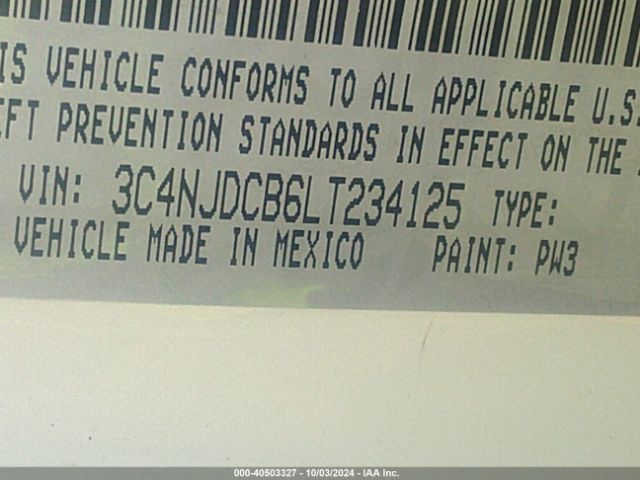 IS VEHICLE CONFORMS TO ALL APPLICABLE U.S.
EFT PREVENTION STANDARDS IN EFFECT ON THE
VIN: 3C4NJDCB6LT234125 TYPE:
VEHICLE MADE IN MEXICO PAINT: PW3
000-40503327 - 10/03/2024 - IAA Inc.